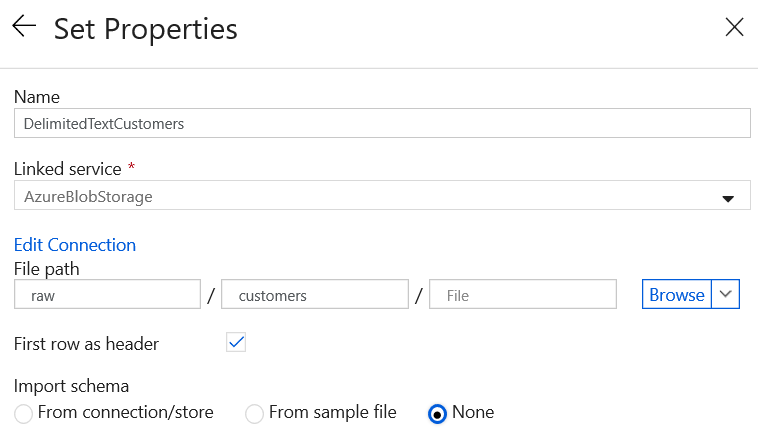 Set Properties
Name
DelimitedTextCustomers
Linked service *
AzureBlobStorage
Edit Connection
File path
raw / customers / File Browse
First row as header
Import schema
From connection/store From sample file None